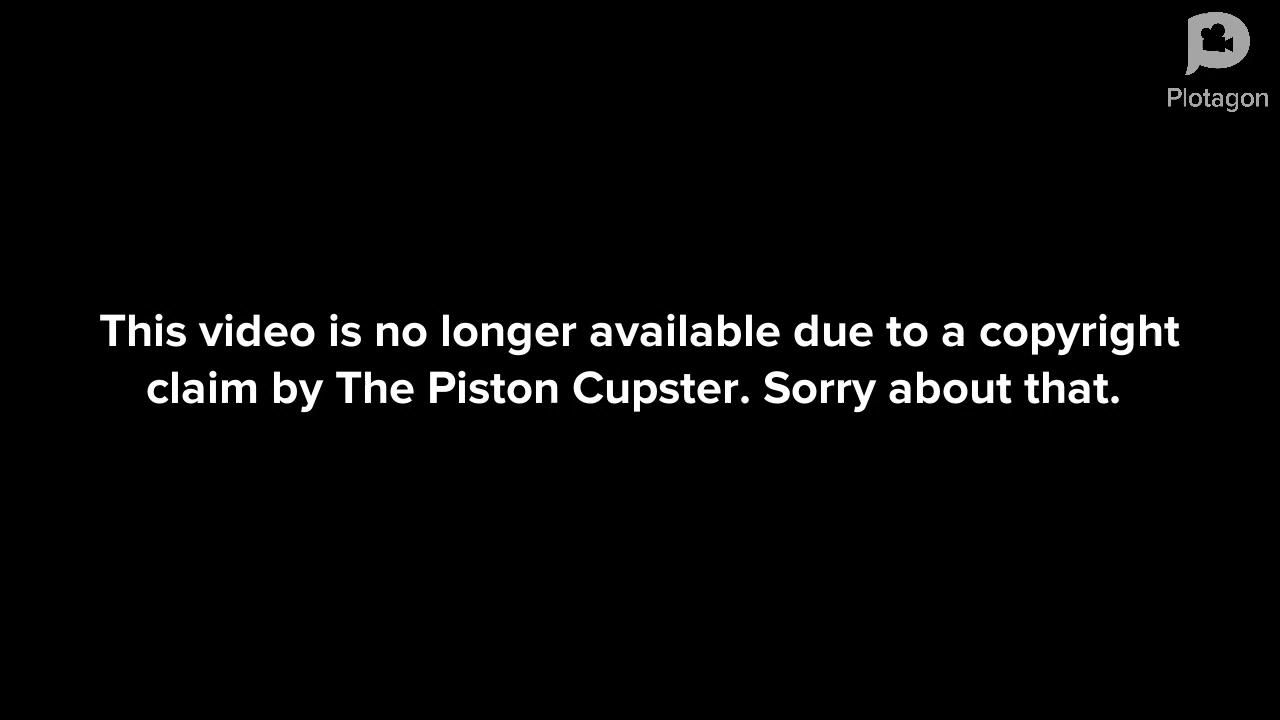 Plotagon
This video is no longer available due to a copyright
claim by The Piston Cupster. Sorry about that.